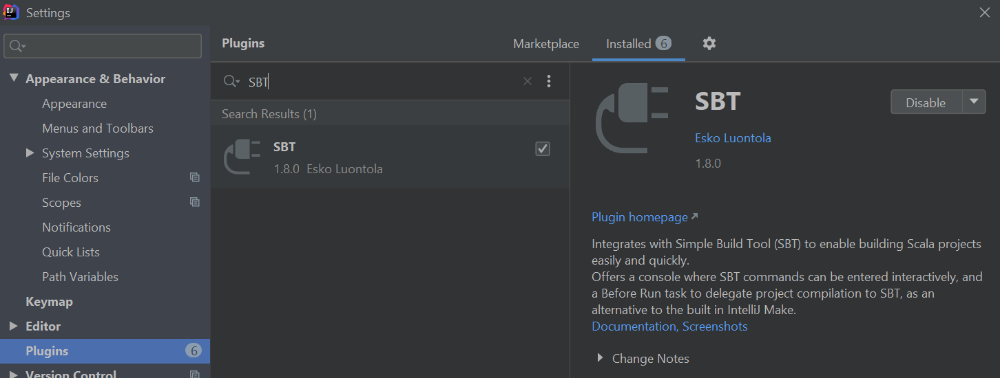 Settings
Appearance & Behavior
Appearance
Menus and Toolbars
System Settings
File Colors
Scopes
Notifications
Quick Lists
Path Variables
Keymap
Editor
Plugins 6
Version Control
Plugins
Marketplace
Installed 6
SBT
Search Results (1)
SBT
1.8.0 Esko Luontola
SBT
Disable
Esko Luontola
1.8.0
Plugin homepage
Integrates with Simple Build Tool (SBT) to enable building Scala projects
easily and quickly.
Offers a console where SBT commands can be entered interactively, and
a Before Run task to delegate project compilation to SBT, as an
alternative to the built in IntelliJ Make.
Documentation, Screenshots
Change Notes